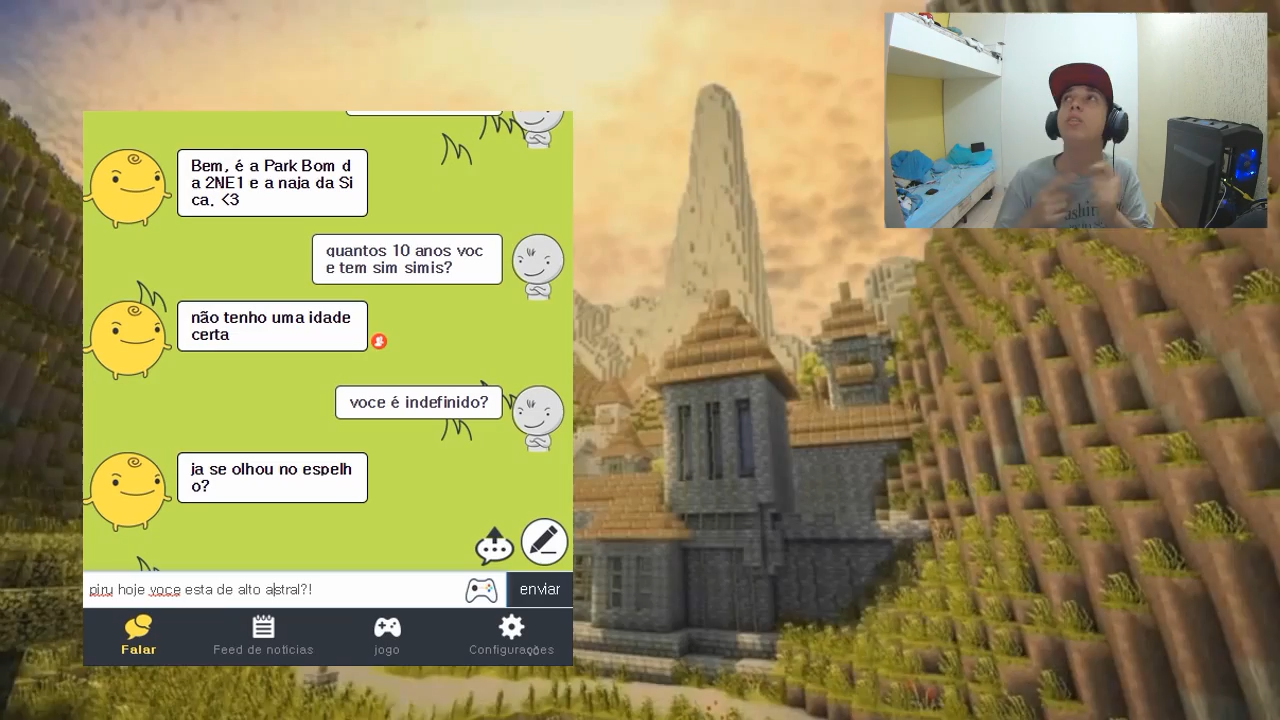 Bem, é a Park Bom d
a 2NE1 e a naja da Si
ca. <3
quantos 10 anos voc
e tem sim simis?
não tenho uma idade
certa
voce é indefinido?
ja se olhou no espelh
o?
piru hoje voce esta de alto astral?!
enviar
Falar
Feed de notícias
jogo
Configurações